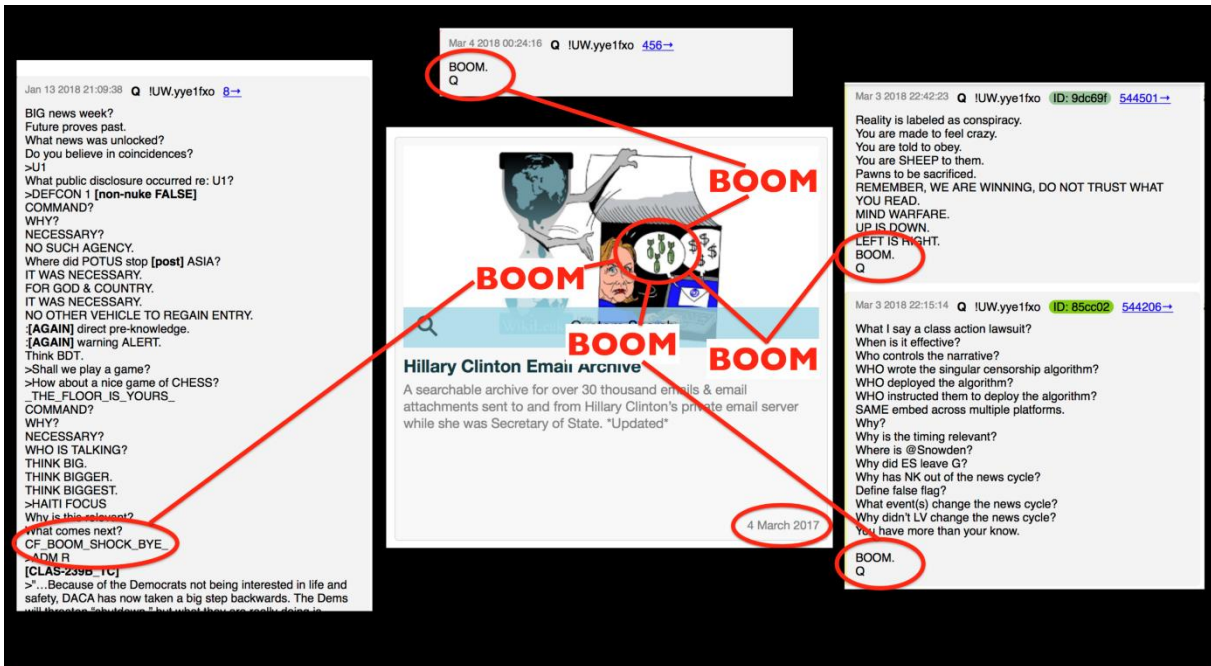 Mar 4 2018 00:24:16 Q !UW.yye1fxo 456→
BOOM.
Q
Jan 13 2018 21:09:38 Q !UW.yye1fxo 8→
BIG news week?
Future proves past.
What news was unlocked?
Do you believe in coincidences?
>U1
What public disclosure occurred re: U1?
>DEFCON 1 [non-nuke FALSE]
COMMAND?
WHY?
NECESSARY?
NO SUCH AGENCY.
Where did POTUS stop [post] ASIA?
IT WAS NECESSARY.
FOR GOD & COUNTRY.
IT WAS NECESSARY.
NO OTHER VEHICLE TO REGAIN ENTRY.
:[AGAIN] direct pre-knowledge.
:[AGAIN] warning ALERT.
Think BDT.
>Shall we play a game?
>How about a nice game of CHESS?
_THE_FLOOR_IS_YOURS_
COMMAND?
WHY?
NECESSARY?
WHO IS TALKING?
THINK BIG.
THINK BIGGER.
THINK BIGGEST.
>HAITI FOCUS
Why is this relevant?
What comes next?
CF_BOOM_SHOCK_BYE_
>ADM R
[CLAS-239B_TC]
>"…Because of the Democrats not being interested in life and
safety, DACA has now taken a big step backwards. The Dems
will threaten "shutdown," but what they are really doing is
BOOM
BOOM
BOOM
BOOM
Hillary Clinton Email Archive
A searchable archive for over 30 thousand emails & email
attachments sent to and from Hillary Clinton's private email server
while she was Secretary of State. *Updated*
4 March 2017
Mar 3 2018 22:42:23 Q !UW.yye1fxo ID: 9dc69f 544501→
Reality is labeled as conspiracy.
You are made to feel crazy.
You are told to obey.
You are SHEEP to them.
Pawns to be sacrificed.
REMEMBER, WE ARE WINNING, DO NOT TRUST WHAT
YOU READ.
MIND WARFARE.
UP IS DOWN.
LEFT IS RIGHT.
BOOM.
Q
Mar 3 2018 22:15:14 Q !UW.yye1fxo ID: 85cc02 544206→
What I say a class action lawsuit?
When is it effective?
Who controls the narrative?
WHO wrote the singular censorship algorithm?
WHO deployed the algorithm?
WHO instructed them to deploy the algorithm?
SAME embed across multiple platforms.
Why?
Why is the timing relevant?
Where is @Snowden?
Why did ES leave G?
Why has NK out of the news cycle?
Define false flag?
What event(s) change the news cycle?
Why didn't LV change the news cycle?
You have more than your know.
BOOM.
Q